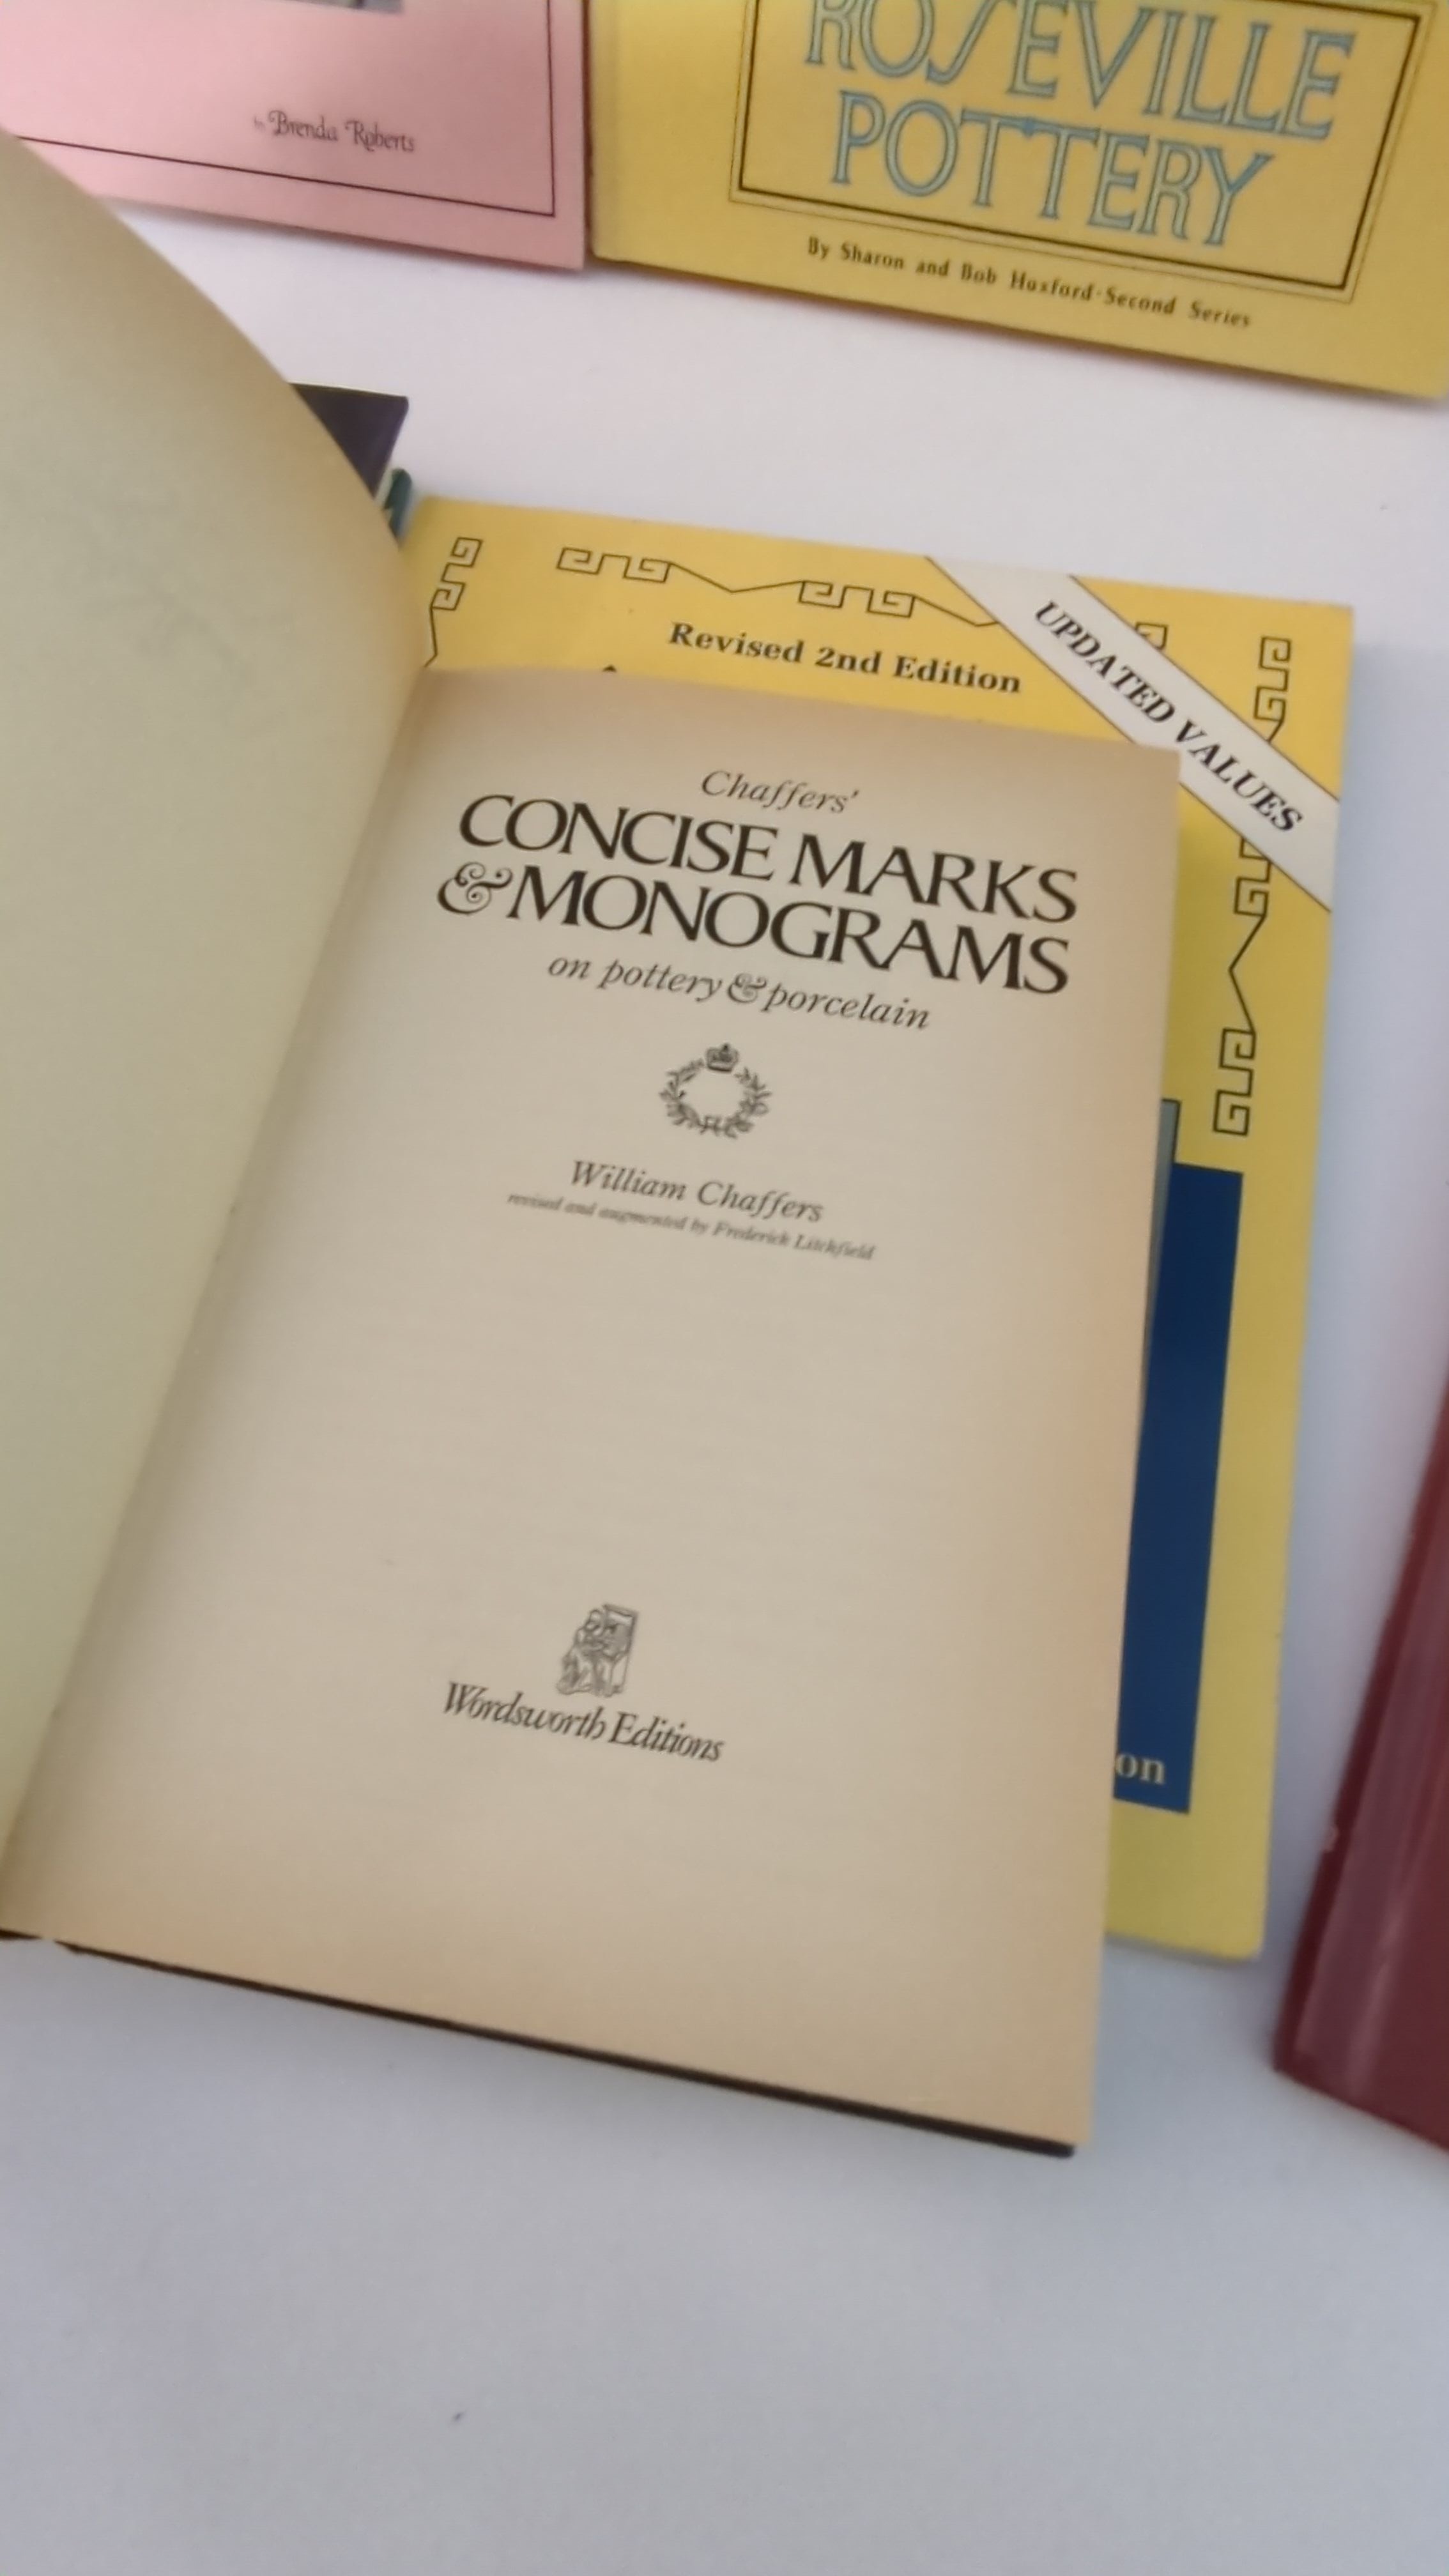 by Brenda Roberts
ROSEVILLE
POTTERY
By Sharon and Bob Huxford-Second Series
Revised 2nd Edition
UPDATED VALUES
Chaffers'
CONCISE MARKS
& MONOGRAMS
on pottery & porcelain
William Chaffers
revised and augmented by Frederick Litchfield
Wordsworth Editions
on